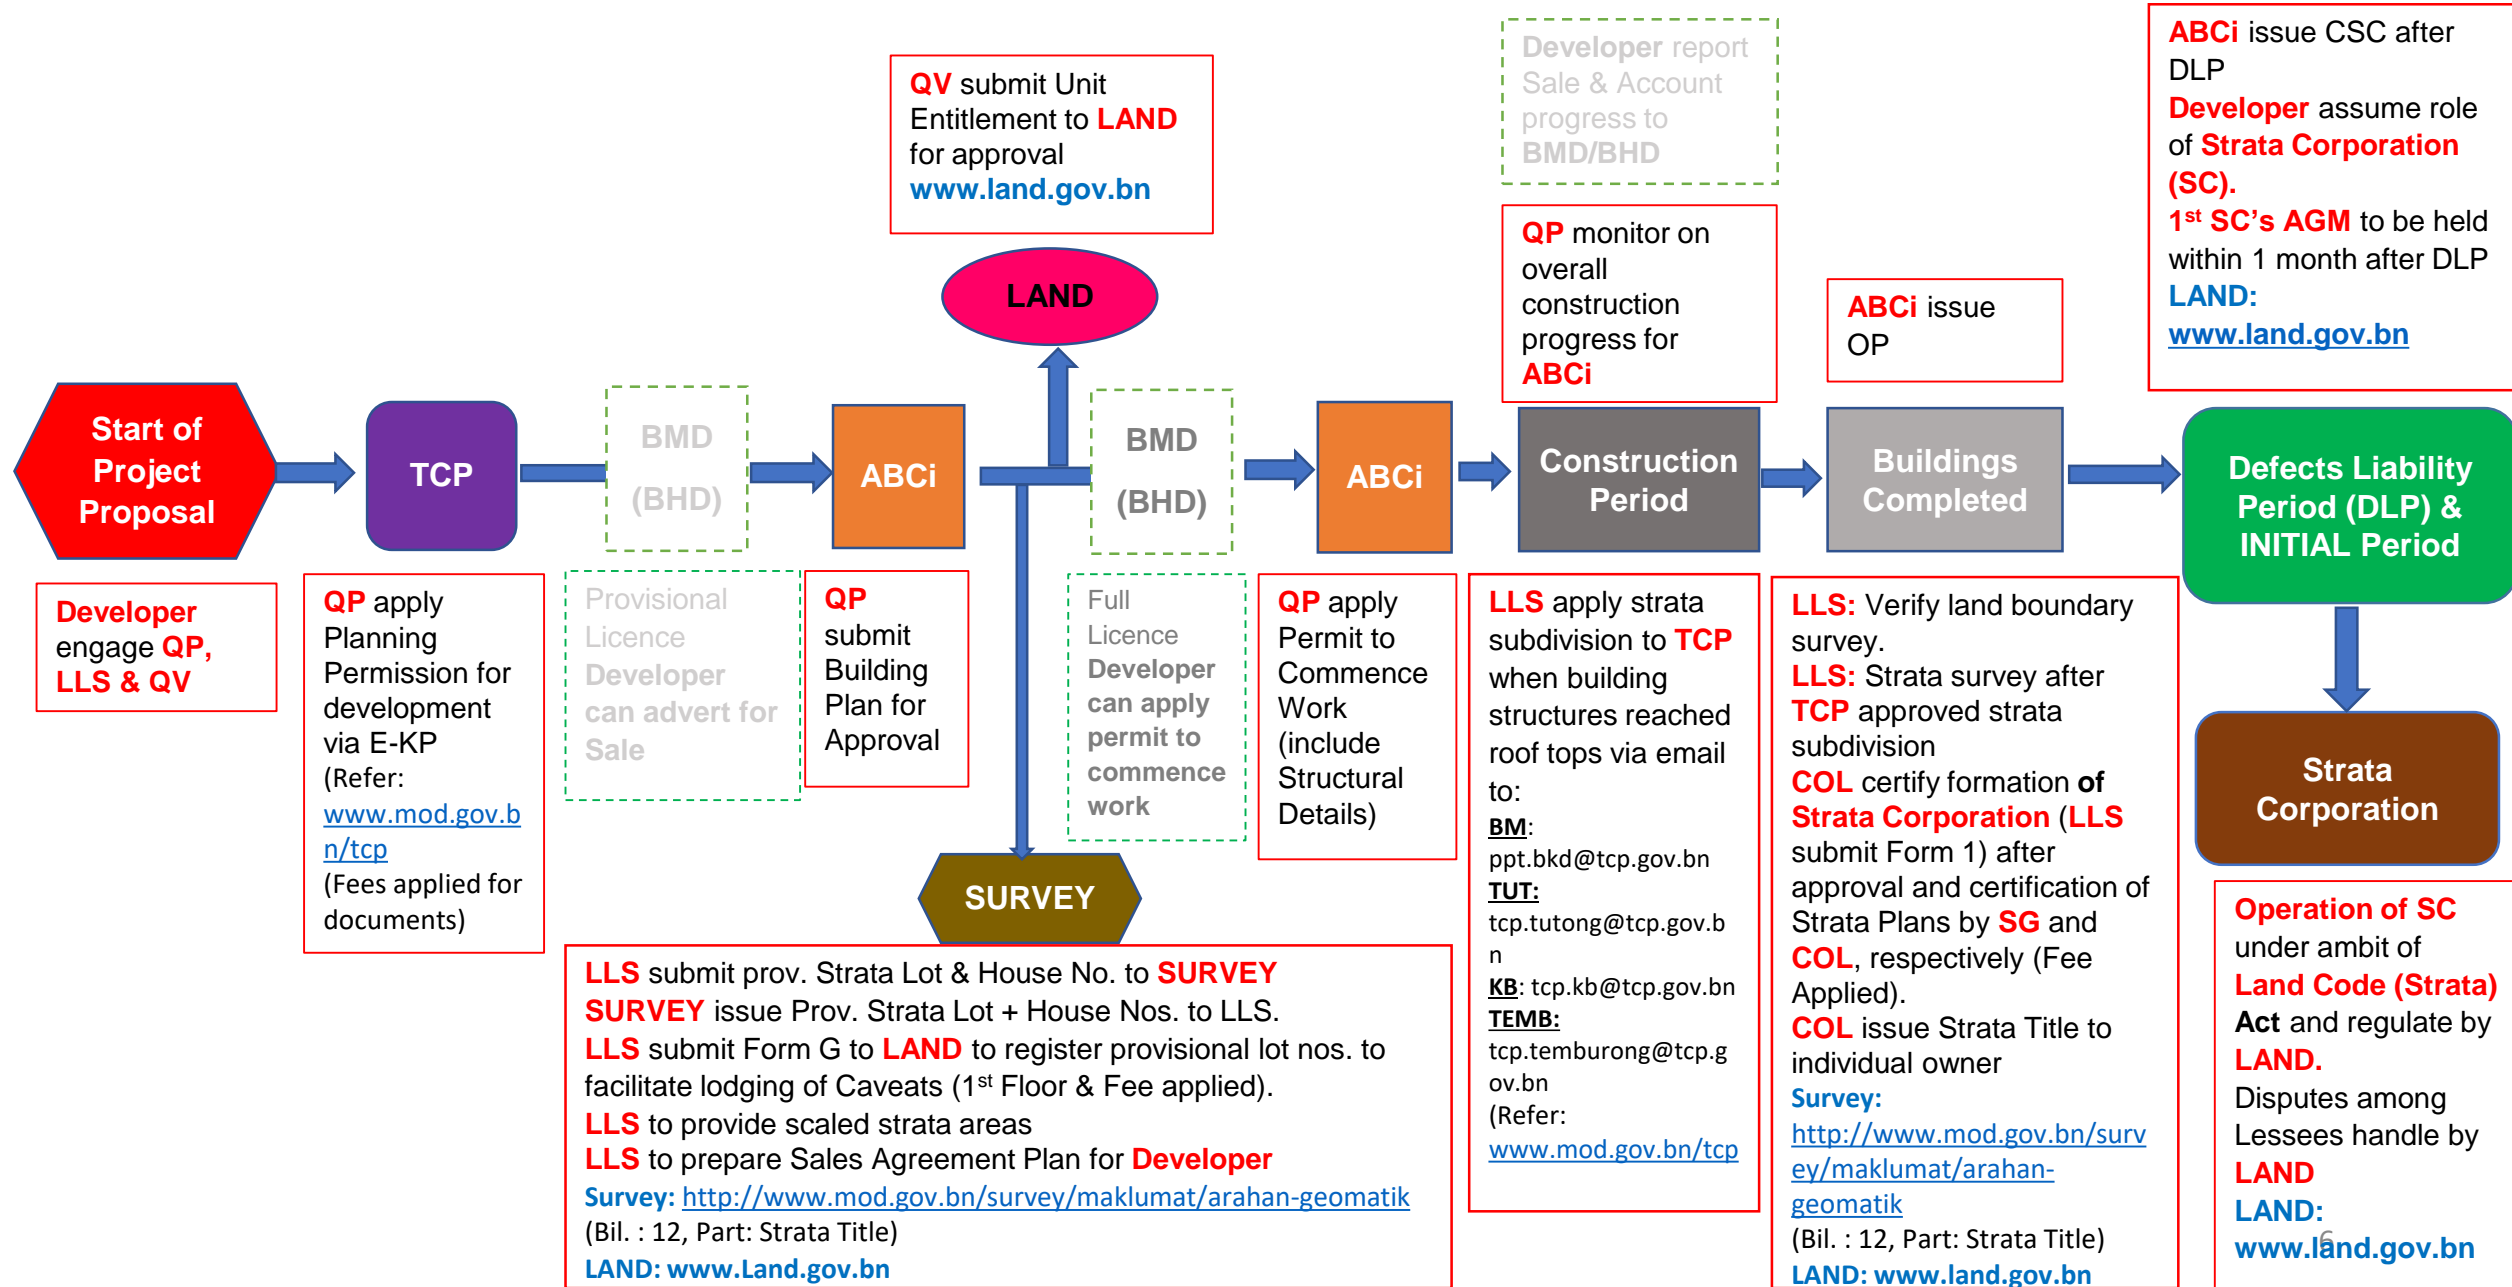 QV submit Unit
Entitlement to LAND
for approval
www.land.gov.bn
Developer report
Sale & Account
progress to
BMD/BHD
ABCi issue CSC after
DLP
Developer assume role
of Strata Corporation
(SC).
1st SC's AGM to be held
within 1 month after DLP
LAND:
www.land.gov.bn
QP monitor on
overall
construction
progress for
ABCi
ABCi issue
OP
LAND
Start of
Project
Proposal
TCP
BMD
(BHD)
ABCi
BMD
(BHD)
ABCi
Construction
Period
Buildings
Completed
Defects Liability
Period (DLP) &
INITIAL Period
Developer
engage QP,
LLS & QV
QP apply
Planning
Permission for
development
via E-KP
(Refer:
www.mod.gov.b
n/tcp
(Fees applied for
documents)
Provisional
Licence
Developer
can advert for
Sale
QP
submit
Building
Plan for
Approval
Full
Licence
Developer
can apply
permit to
commence
work
QP apply
Permit to
Commence
Work
(include
Structural
Details)
LLS apply strata
subdivision to TCP
when building
structures reached
roof tops via email
to:
BM:
ppt.bkd@tcp.gov.bn
TUT:
tcp.tutong@tcp.gov.b
n
KB: tcp.kb@tcp.gov.bn
TEMB:
tcp.temburong@tcp.g
ov.bn
(Refer:
www.mod.gov.bn/tcp
LLS: Verify land boundary
survey.
LLS: Strata survey after
TCP approved strata
subdivision
COL certify formation of
Strata Corporation (LLS
submit Form 1) after
approval and certification of
Strata Plans by SG and
COL, respectively (Fee
Applied).
COL issue Strata Title to
individual owner
Survey:
http://www.mod.gov.bn/surv
ey/maklumat/arahan-
geomatik
(Bil. : 12, Part: Strata Title)
LAND: www.land.gov.bn
Strata
Corporation
Operation of SC
under ambit of
Land Code (Strata)
Act and regulate by
LAND.
Disputes among
Lessees handle by
LAND
LAND:
www.land.gov.bn
6
SURVEY
LLS submit prov. Strata Lot & House No. to SURVEY
SURVEY issue Prov. Strata Lot + House Nos. to LLS.
LLS submit Form G to LAND to register provisional lot nos. to
facilitate lodging of Caveats (1st Floor & Fee applied).
LLS to provide scaled strata areas
LLS to prepare Sales Agreement Plan for Developer
Survey: http://www.mod.gov.bn/survey/maklumat/arahan-geomatik
(Bil. : 12, Part: Strata Title)
LAND: www.Land.gov.bn